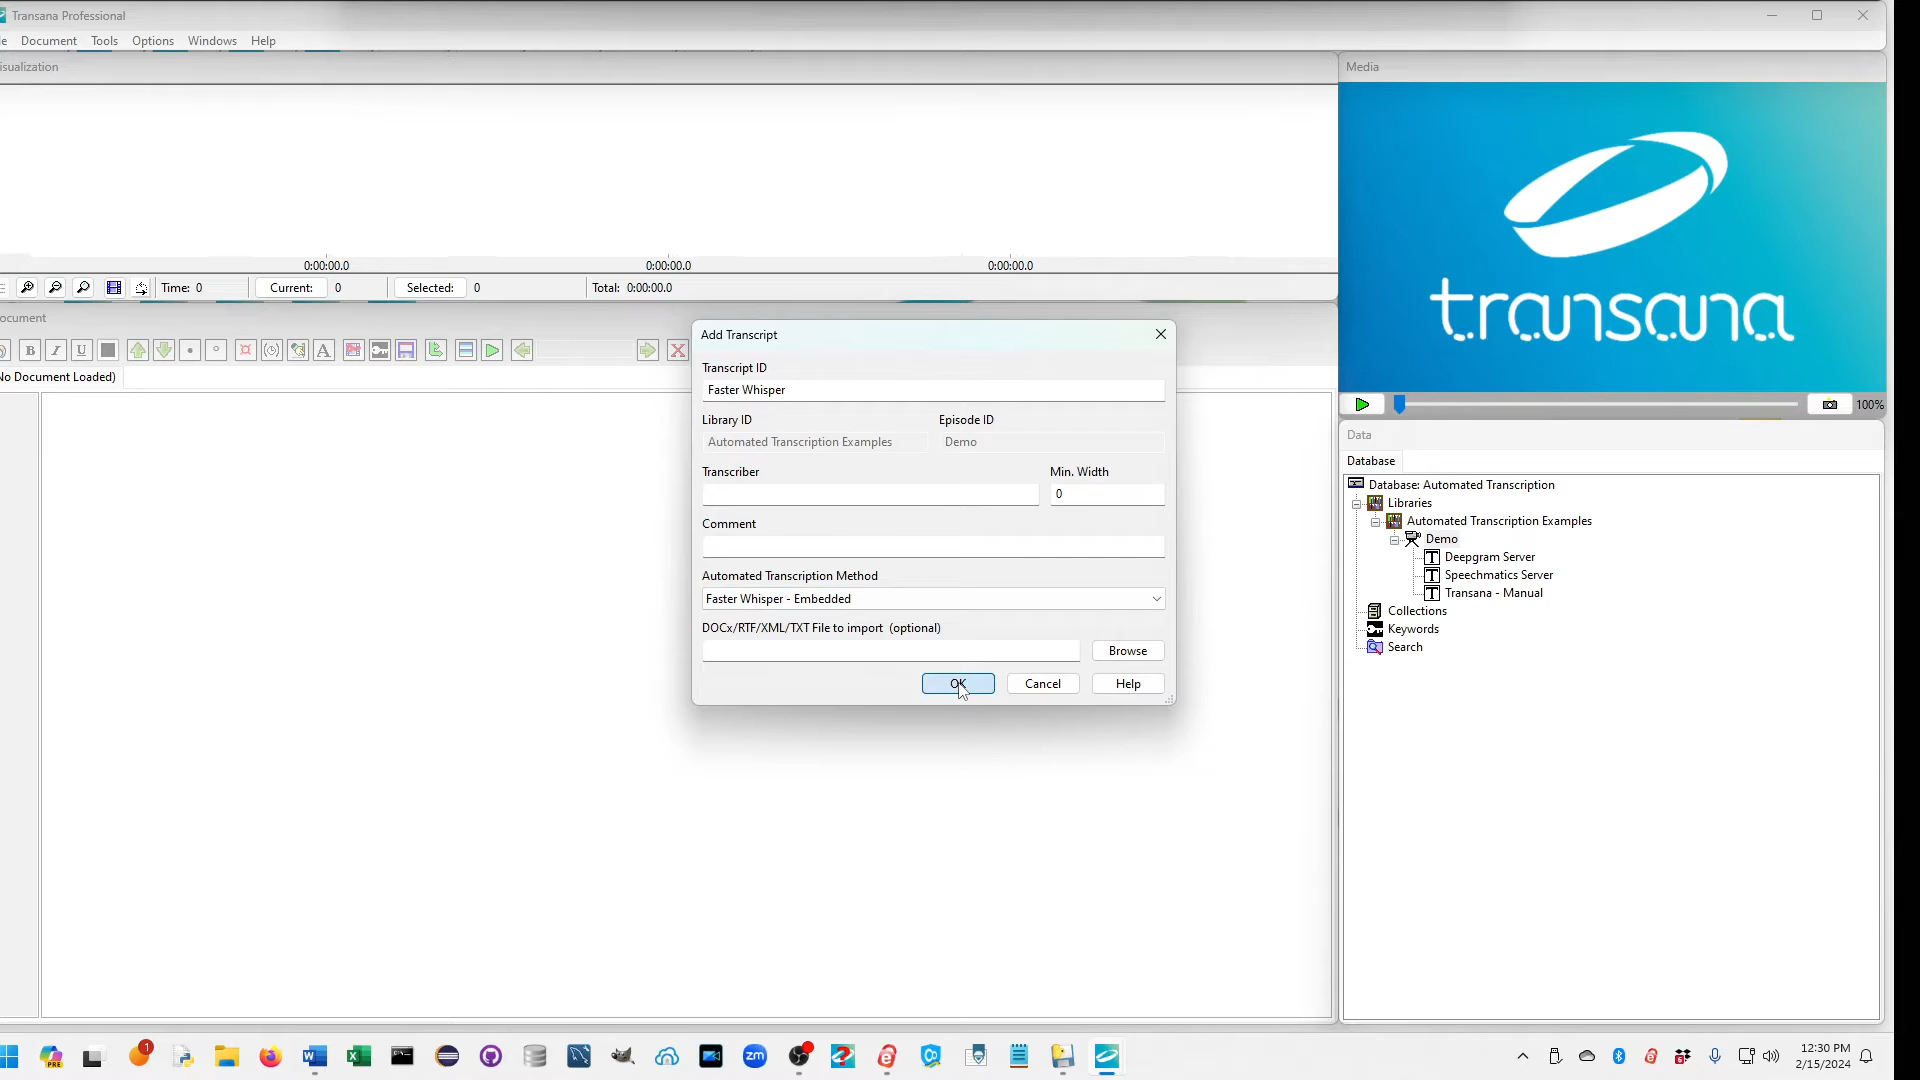 Transana Professional
le Document Tools Options Windows Help
isualization
0:00:00.0 0:00:00.0 0:00:00.0
Time: 0 Current: 0 Selected: 0 Total: 0:00:00.0
ocument
B I U A
No Document Loaded)
Add Transcript
Transcript ID
Faster Whisper
Library ID Episode ID
Automated Transcription Examples Demo
Transcriber Min. Width
0
Comment
Automated Transcription Method
Faster Whisper - Embedded
DOCx/RTF/XML/TXT File to import (optional)
Browse
OK Cancel Help
Media
transana
100%
Data
Database
Database: Automated Transcription
Libraries
Automated Transcription Examples
Demo
T Deepgram Server
T Speechmatics Server
T Transana - Manual
Collections
Keywords
Search
PRE
1
W
X
zm
12:30 PM
2/15/2024